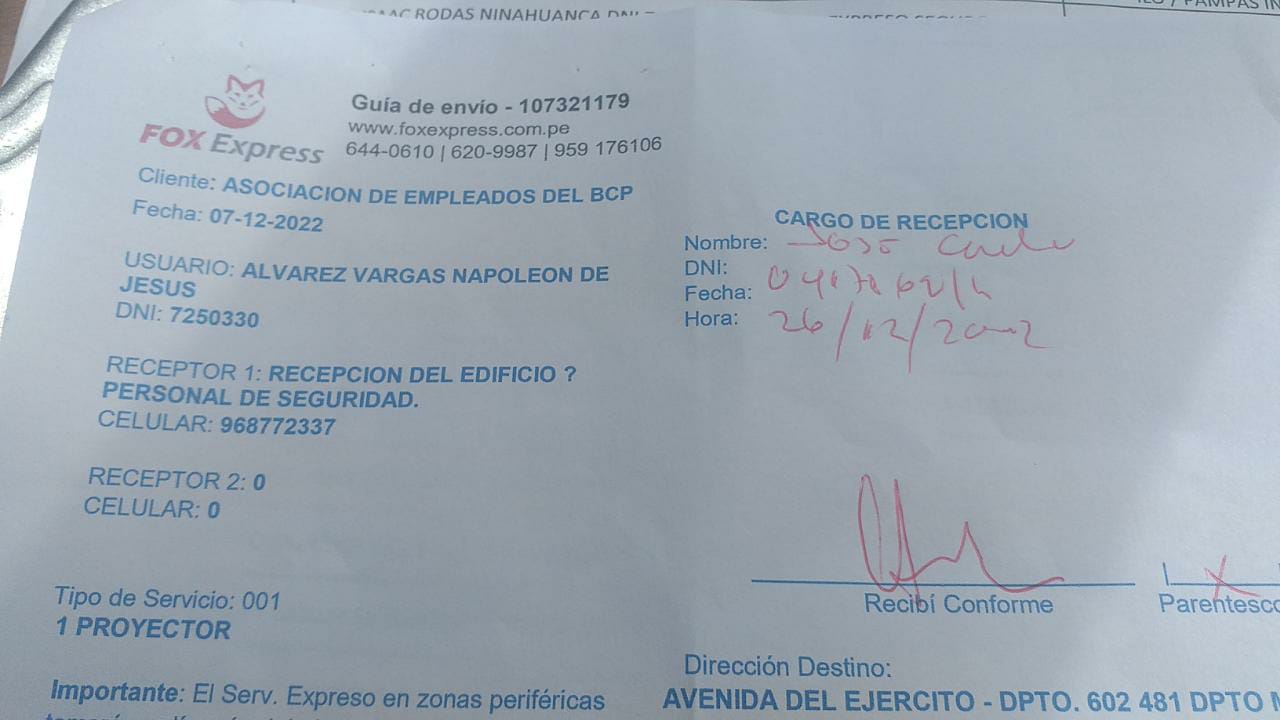 RODAS NINAHUANCA DNI
FOX Express
Guía de envío - 107321179
www.foxexpress.com.pe
644-0610 | 620-9987 | 959 176106
Cliente: ASOCIACION DE EMPLEADOS DEL BCP
Fecha: 07-12-2022
USUARIO: ALVAREZ VARGAS NAPOLEON DE
JESUS
DNI: 7250330
RECEPTOR 1: RECEPCION DEL EDIFICIO ?
PERSONAL DE SEGURIDAD.
CELULAR: 968772337
RECEPTOR 2: 0
CELULAR: 0
Tipo de Servicio: 001
1 PROYECTOR
Importante: El Serv. Expreso en zonas periféricas
CARGO DE RECEPCION
Nombre:
DNI:
Fecha:
Hora: 26/12/2022
Recibí Conforme
Parentesco
Dirección Destino:
AVENIDA DEL EJERCITO - DPTO. 602 481 DPTO